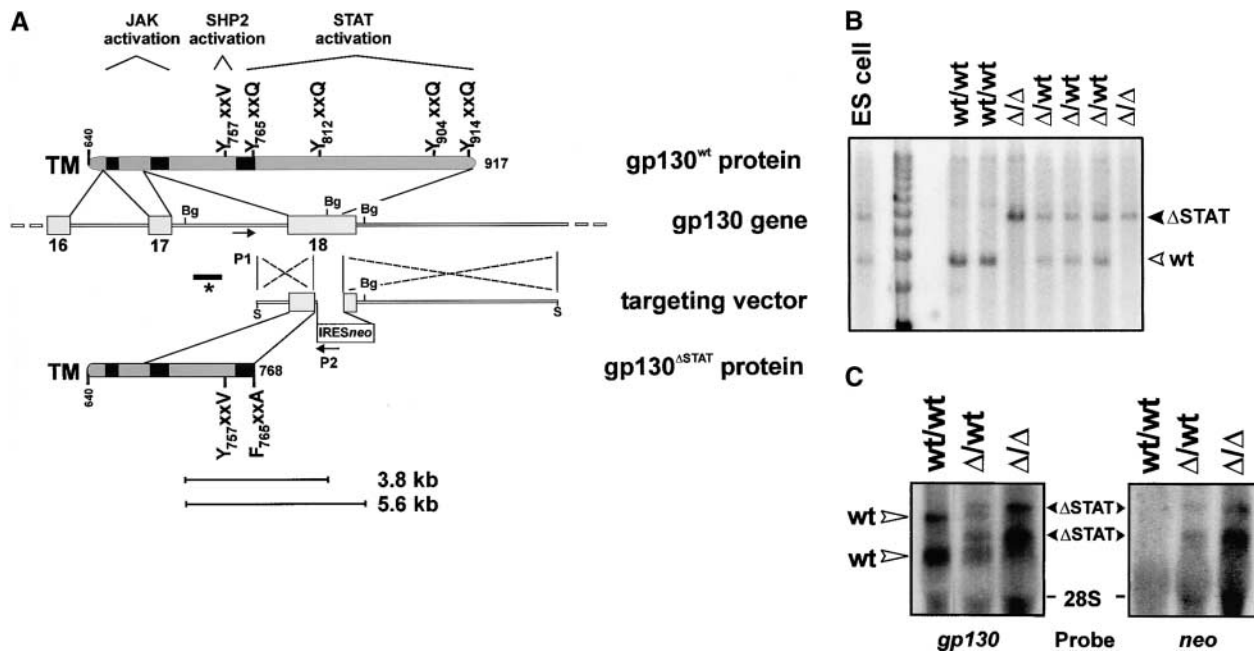 A
JAK activation
SHP2 activation
STAT activation
Y757xxV
Y765xxQ
Y812xxQ
Y904xxQ
Y914xxQ
640
TM
917
gp130wt protein
Bg
Bg
Bg
gp130 gene
16
17
18
P1
*
Bg
S
S
targeting vector
IRESneo
P2
TM
768
gp130ΔSTAT protein
640
Y757xxV
F765xxA
3.8 kb
5.6 kb
B
ES cell
wt/wt
wt/wt
Δ/Δ
Δ/wt
Δ/wt
Δ/wt
Δ/Δ
ΔSTAT
wt
C
wt/wt
Δ/wt
Δ/Δ
wt/wt
Δ/wt
Δ/Δ
wt
ΔSTAT
ΔSTAT
wt
28S
gp130
Probe
neo